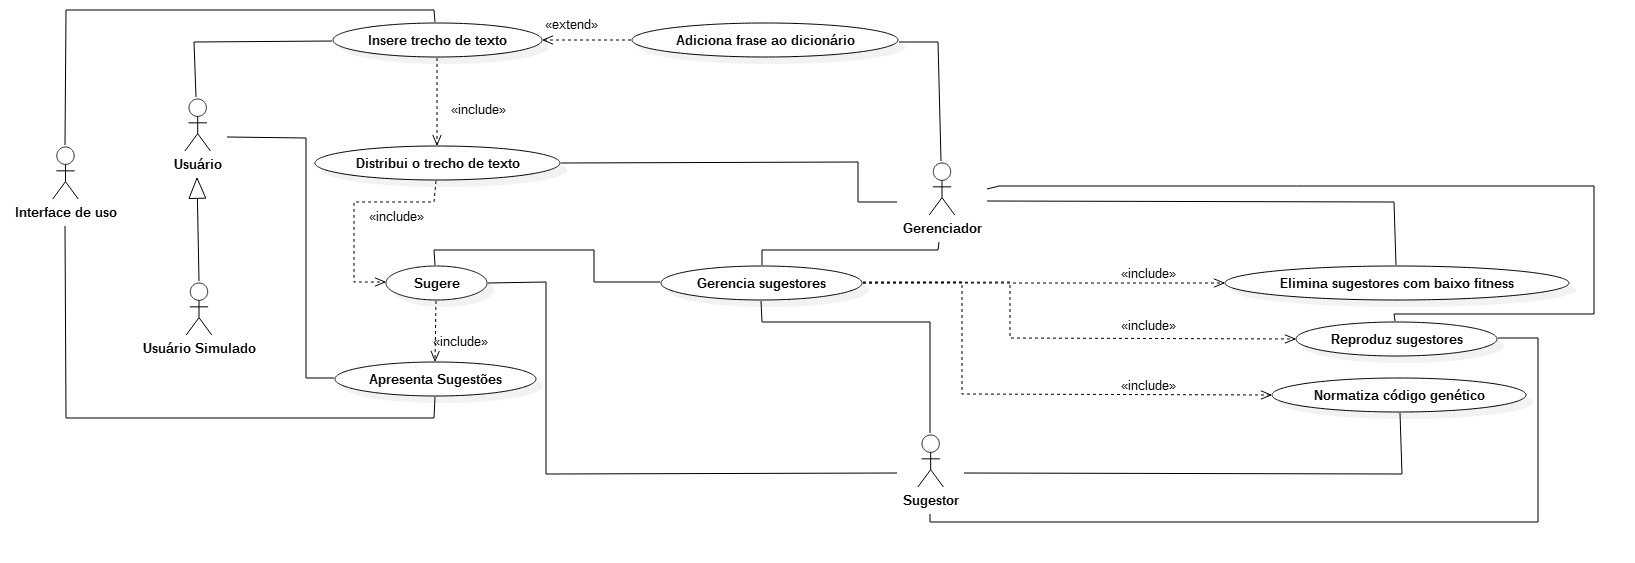 «extend»
Insere trecho de texto
Adiciona frase ao dicionário
«include»
Usuário
Distribui o trecho de texto
Interface de uso
«include»
Gerenciador
Sugere
Gerencia sugestores
«include»
Elimina sugestores com baixo fitness
«include»
Reproduz sugestores
Usuário Simulado
«include»
Apresenta Sugestões
«include»
Normatiza código genético
Sugestor